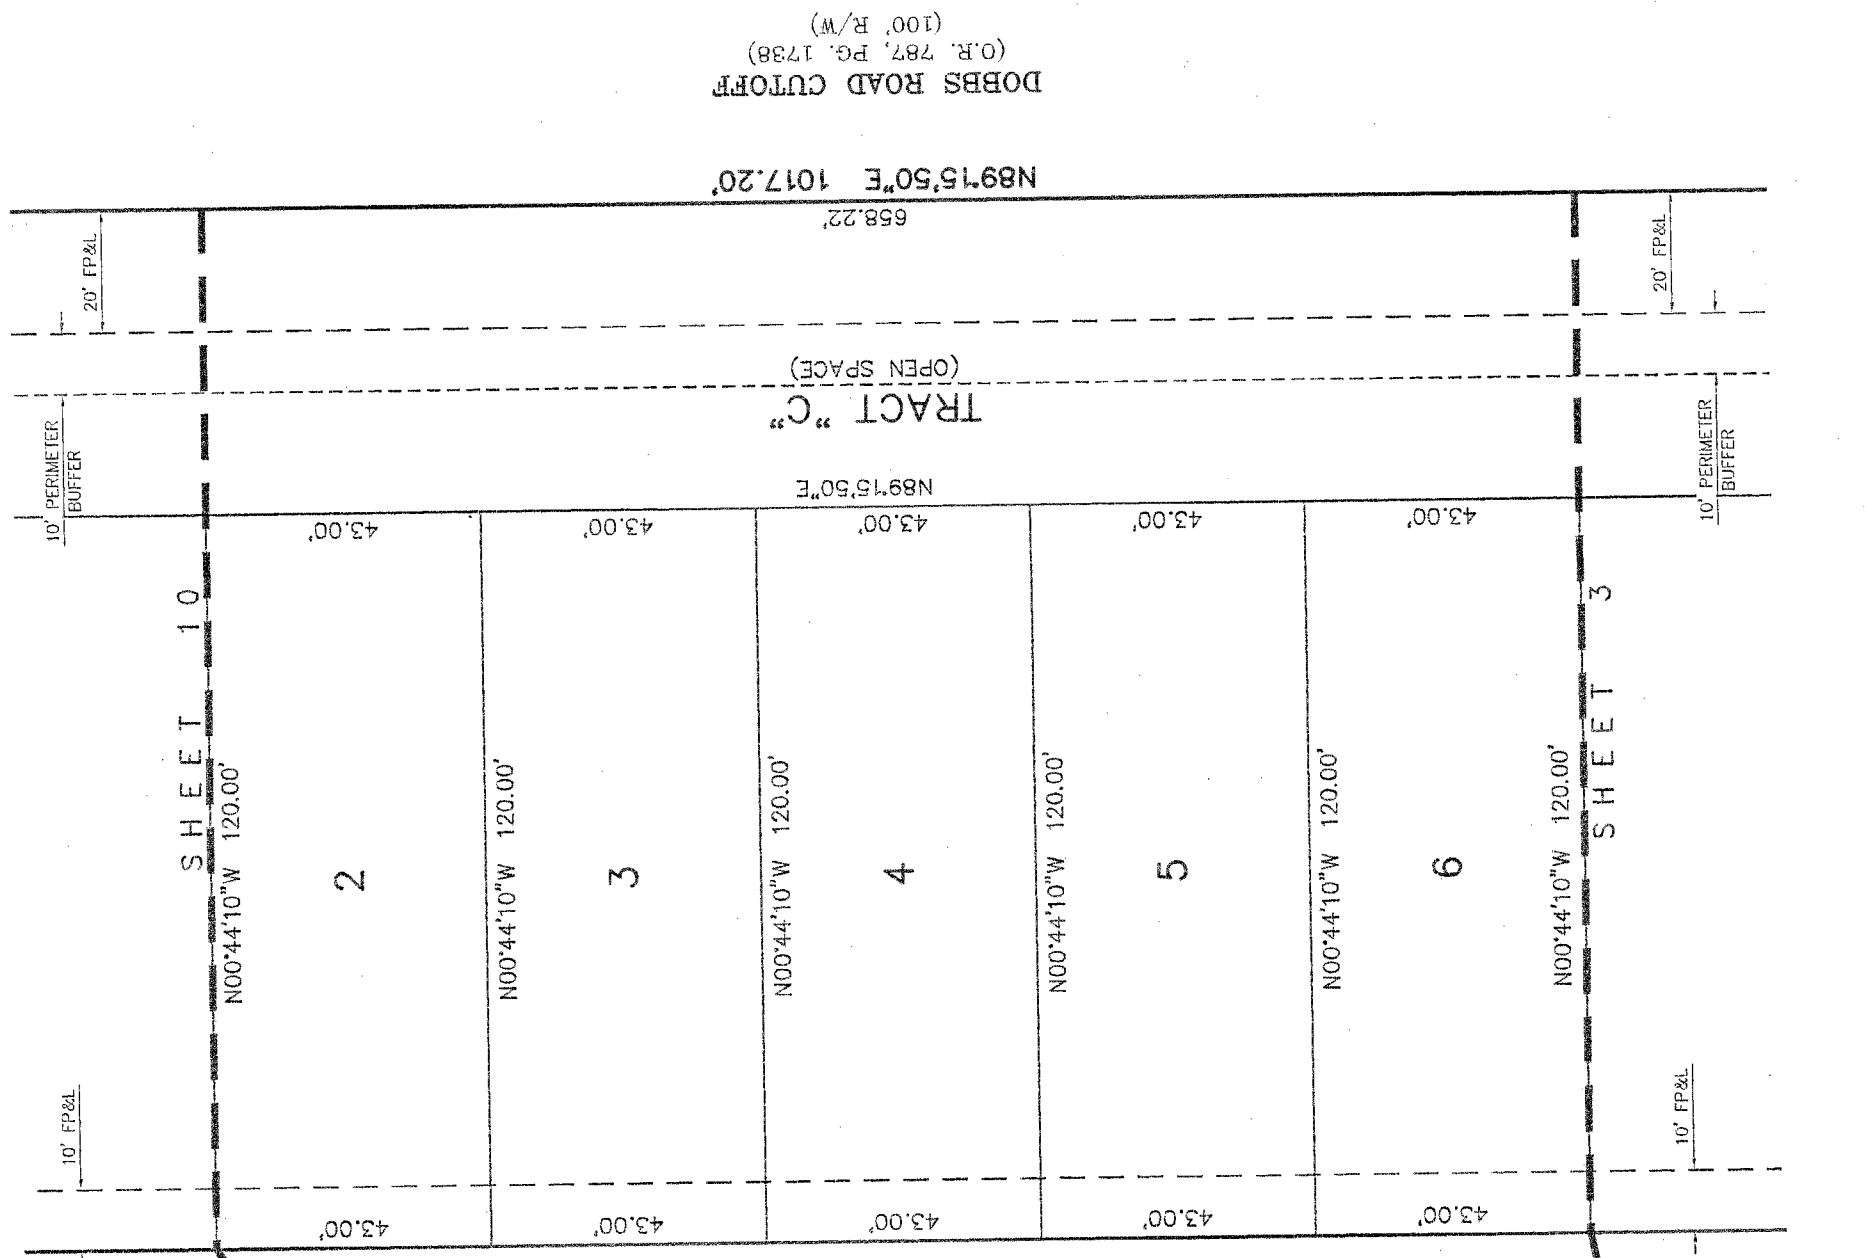 (100' R/W)
(O.R. 787, PG. 1738)
DOBBS ROAD CUTOFF
N89°15'50"E 1017.20'
658.22'
20' FP&L
20' FP&L
(OPEN SPACE)
TRACT "C"
10' PERIMETER
BUFFER
10' PERIMETER
BUFFER
N89°15'50"E
43.00'
43.00'
43.00'
43.00'
43.00'
SHEET 10
SHEET 3
N00°44'10"W 120.00'
N00°44'10"W 120.00'
N00°44'10"W 120.00'
N00°44'10"W 120.00'
N00°44'10"W 120.00'
N00°44'10"W 120.00'
2
3
4
5
6
10' FP&L
10' FP&L
43.00'
43.00'
43.00'
43.00'
43.00'